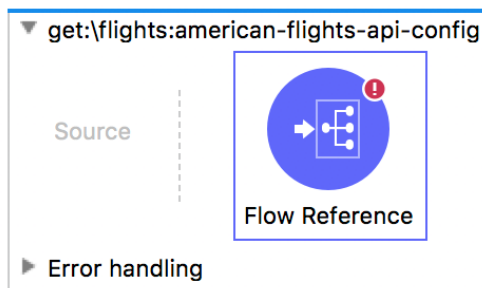 get:\flights:american-flights-api-config
Source
Flow Reference
Error handling